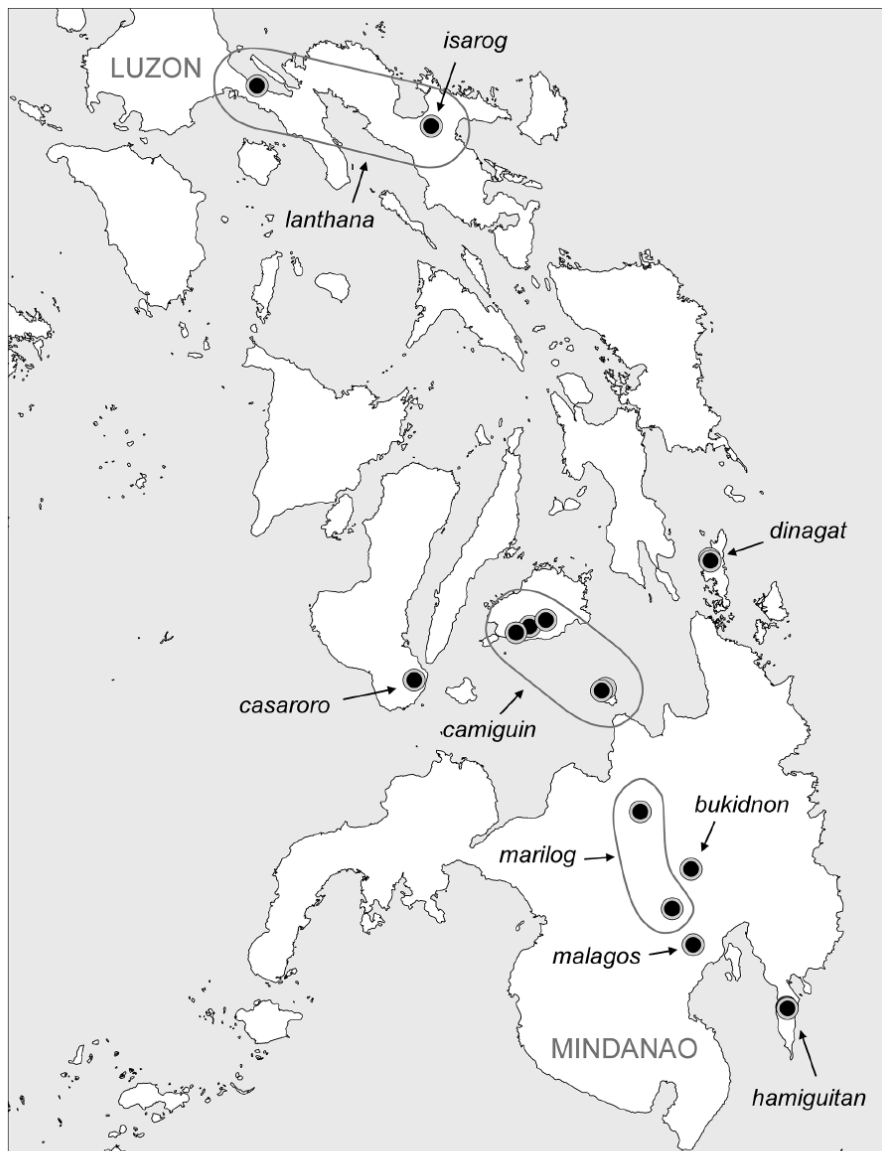 isarog
LUZON
lanthana
dinagat
casaroro
camiguin
bukidnon
marilog
malagos
MINDANAO
hamiguitan